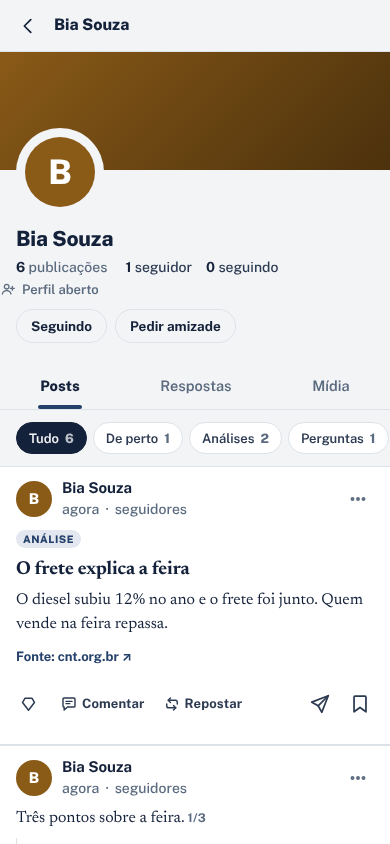 Bia Souza
B
Bia Souza
6 publicações 1 seguidor 0 seguindo
Perfil aberto
Seguindo Pedir amizade
Posts Respostas Mídia
Tudo 6 De perto 1 Análises 2 Perguntas 1
B Bia Souza
agora · seguidores
ANÁLISE
O frete explica a feira
O diesel subiu 12% no ano e o frete foi junto. Quem
vende na feira repassa.
Fonte: cnt.org.br ↗
Comentar Repostar
B Bia Souza
agora · seguidores
Três pontos sobre a feira. 1/3